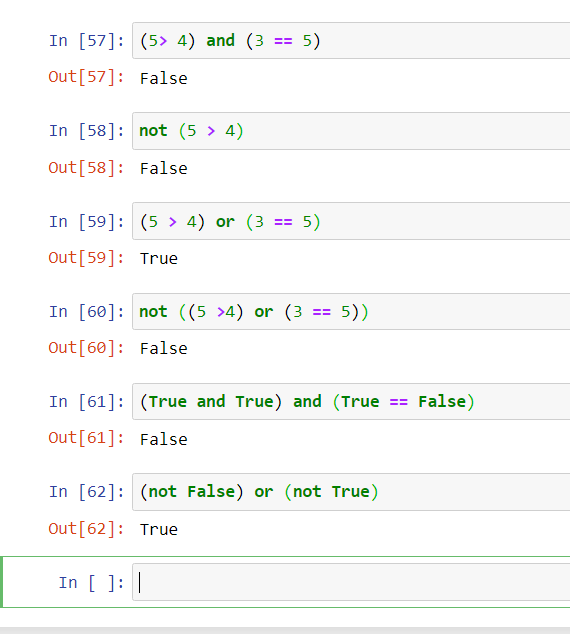 In [57]: (5> 4) and (3 == 5)
Out[57]: False
In [58]: not (5 > 4)
Out[58]: False
In [59]: (5 > 4) or (3 == 5)
Out[59]: True
In [60]: not ((5 >4) or (3 == 5))
Out[60]: False
In [61]: (True and True) and (True == False)
Out[61]: False
In [62]: (not False) or (not True)
Out[62]: True
In [ ]: